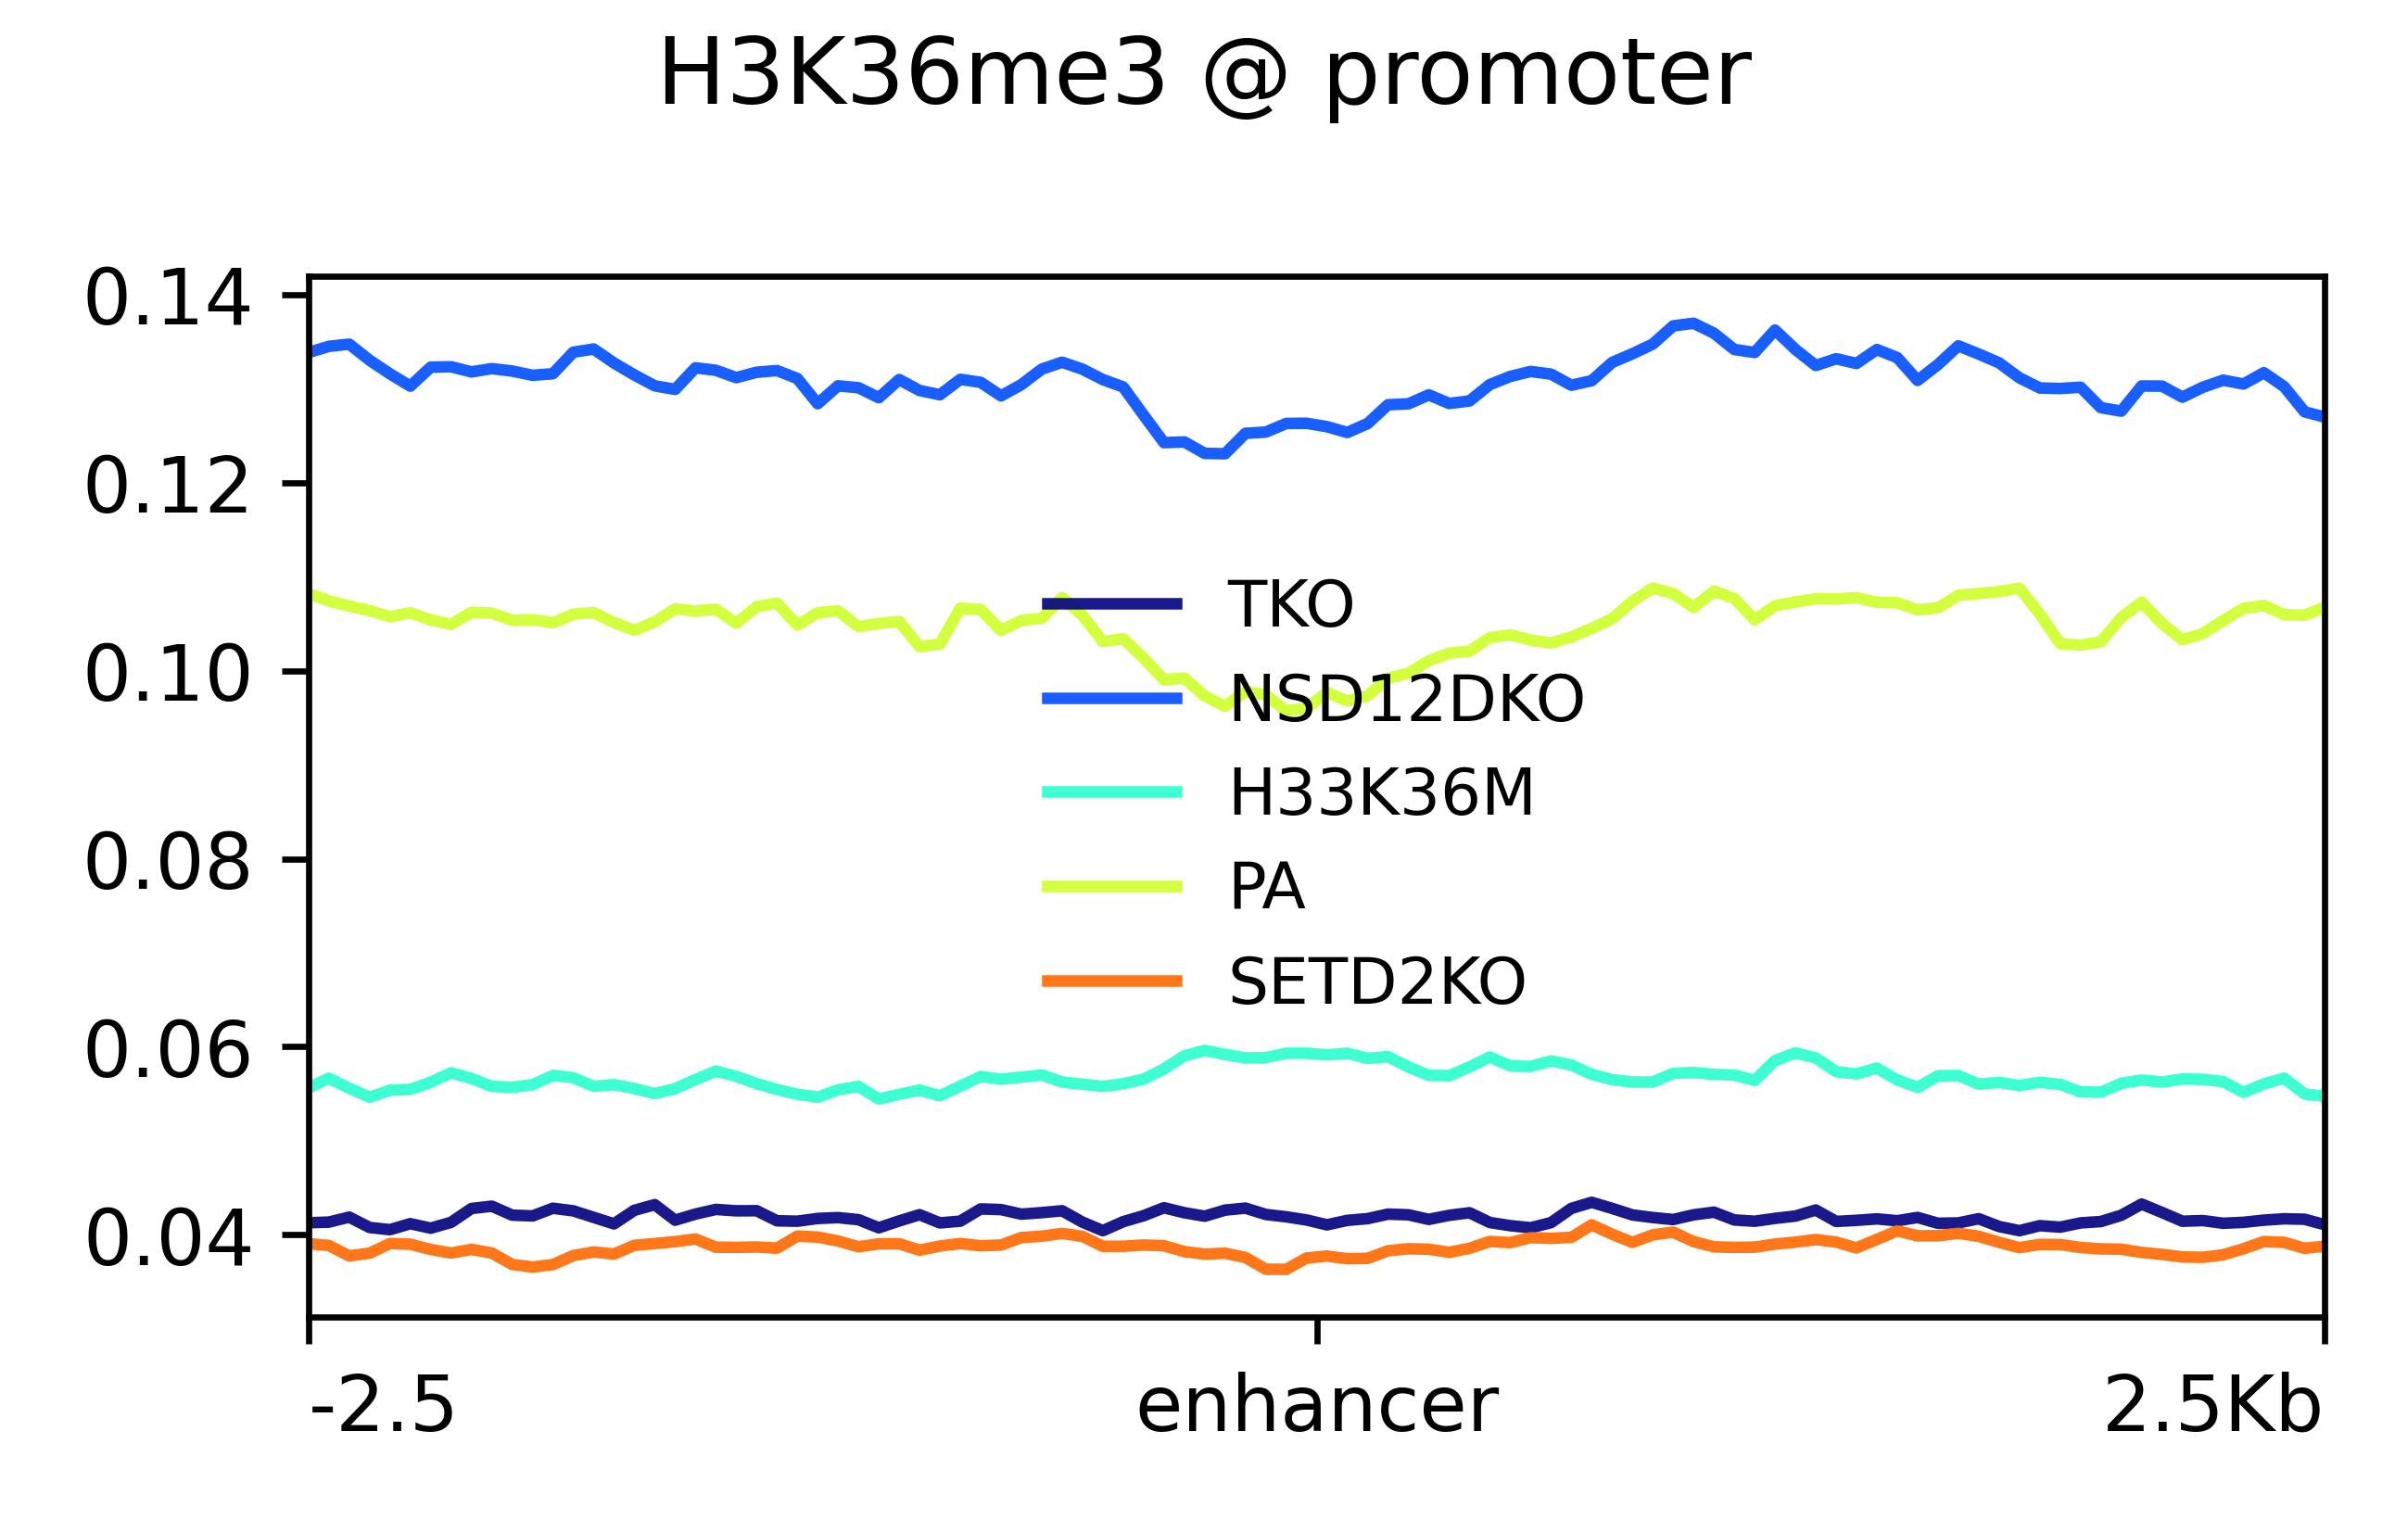 H3K36me3 @ promoter
0.14
0.12
0.10
0.08
0.06
0.04
TKO
NSD12DKO
H33K36M
PA
SETD2KO
-2.5
enhancer
2.5Kb